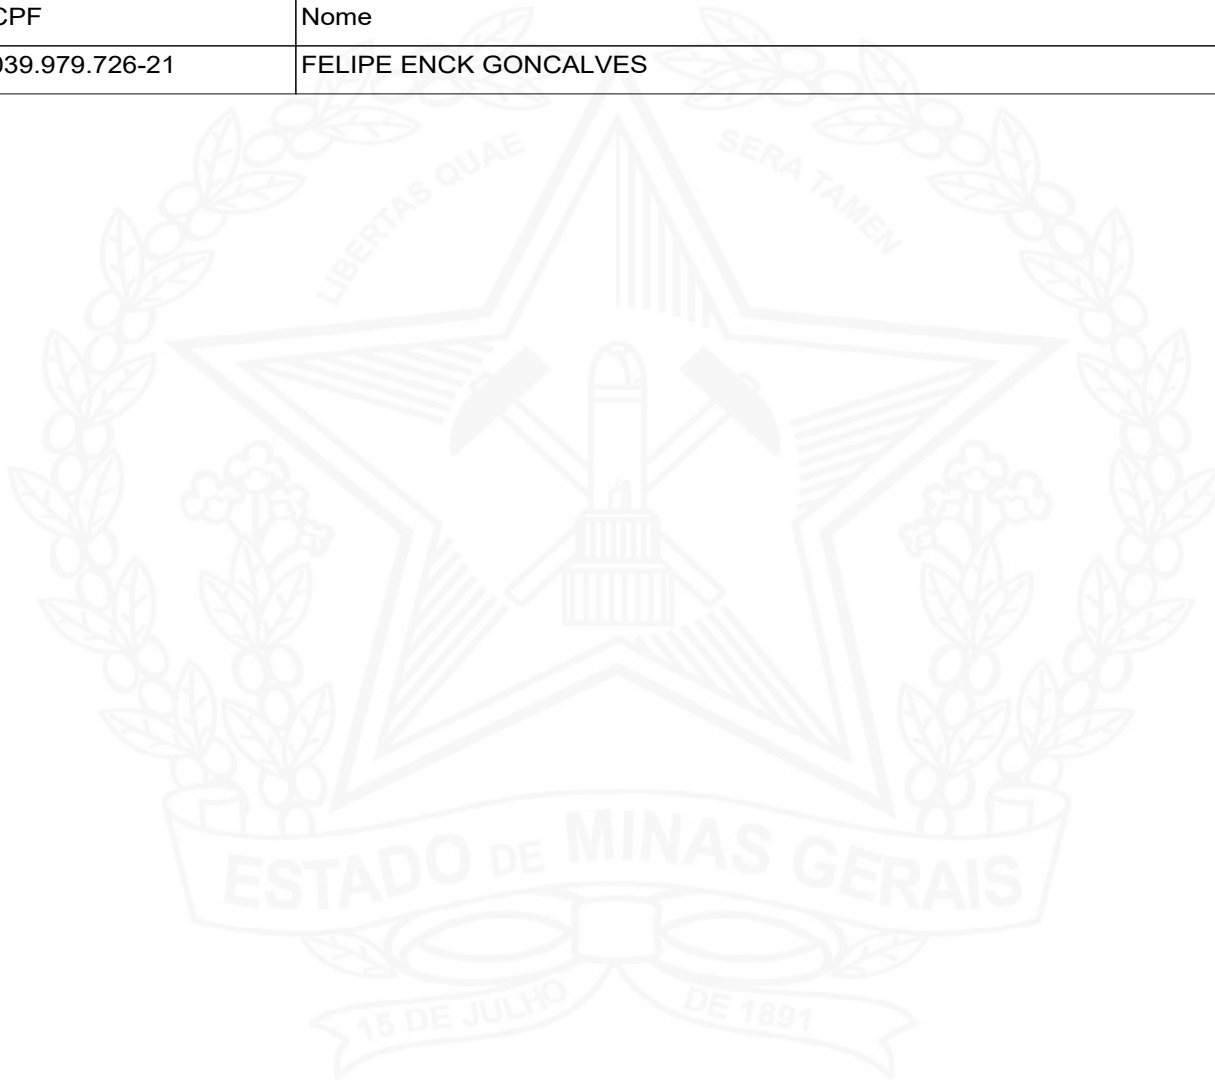 CPF Nome
039.979.726-21 FELIPE ENCK GONCALVES
LIBERTAS QUAE SERA TAMEN
ESTADO DE MINAS GERAIS
15 DE JULHO DE 1891